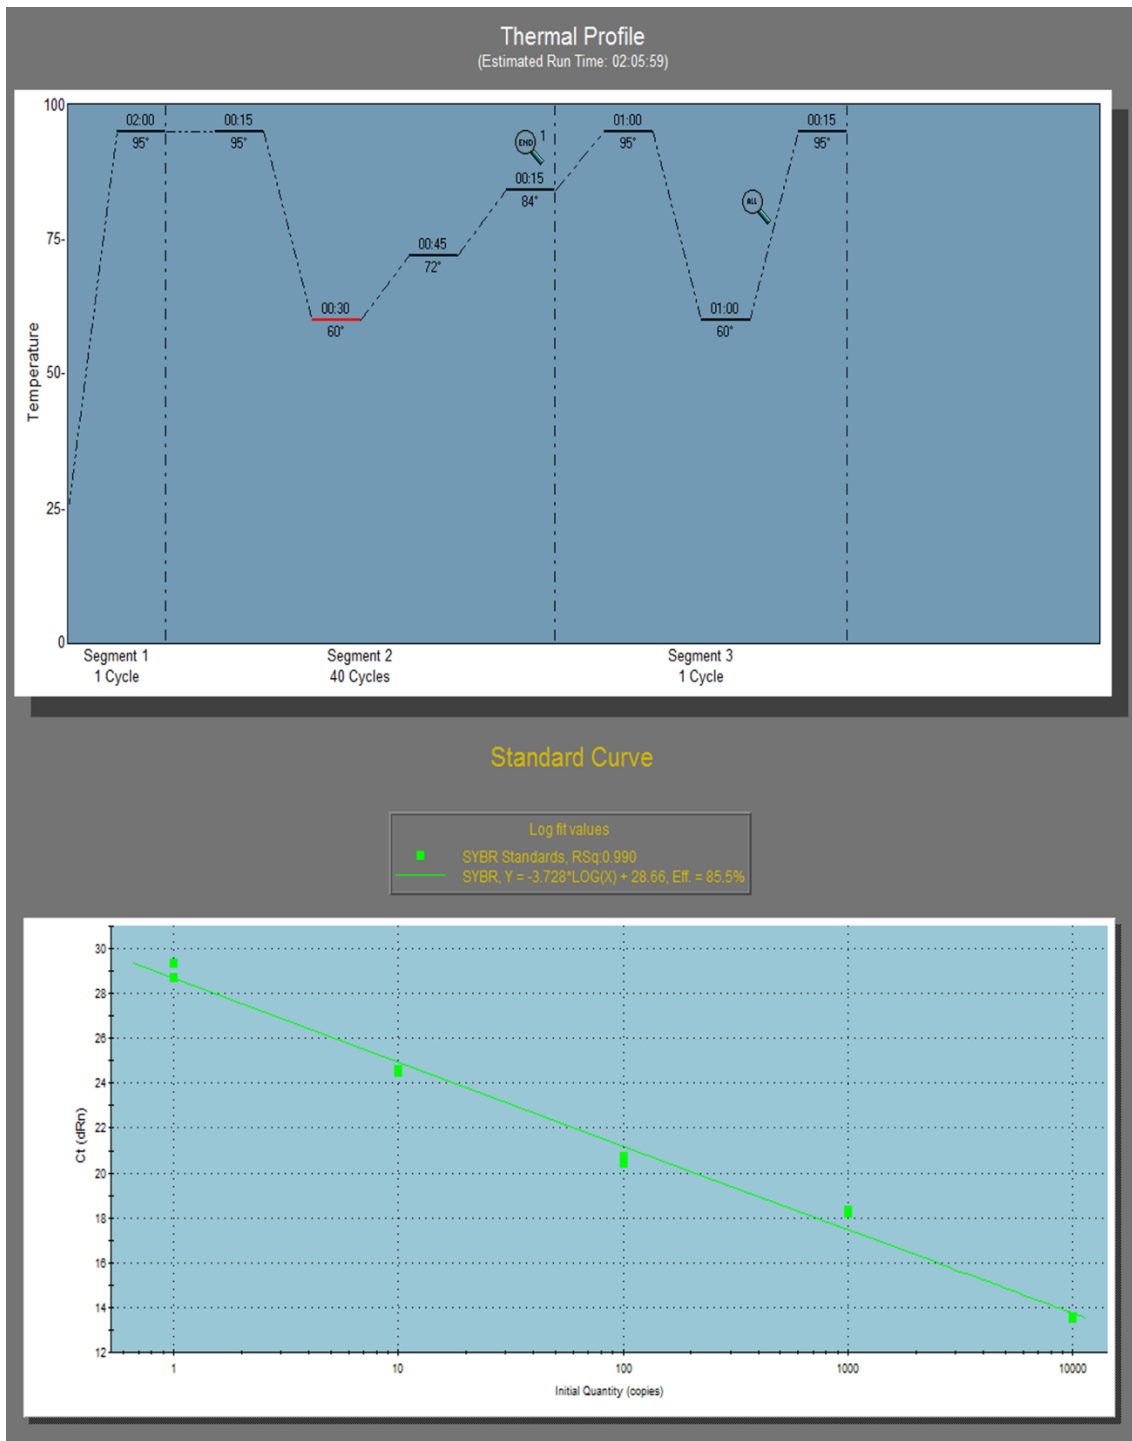 Thermal Profile
(Estimated Run Time: 02:05:59)
100
02:00
95°
00:15
95°
END
1
01:00
95°
00:15
95°
00:15
84°
ALL
75-
00:45
72°
00:30
60°
01:00
60°
50-
Temperature
25-
0
Segment 1
1 Cycle
Segment 2
40 Cycles
Segment 3
1 Cycle
Standard Curve
Log fit values
SYBR Standards, RSq:0.990
SYBR, Y = -3.728*LOG(X) + 28.66, Eff. = 85.5%
30
28
26
24
22
20
18
16
14
12
Ct (dRn)
1
10
100
1000
10000
Initial Quantity (copies)